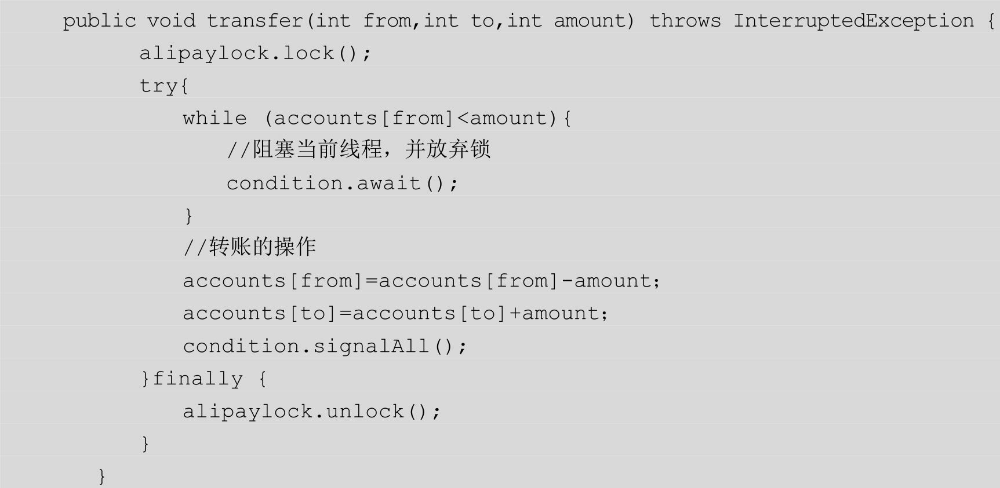 public void transfer(int from,int to,int amount) throws InterruptedException {
alipaylock.lock();
try{
while (accounts[from]<amount){
//阻塞当前线程，并放弃锁
condition.await();
}
//转账的操作
accounts[from]=accounts[from]-amount；
accounts[to]=accounts[to]+amount；
condition.signalAll();
}finally {
alipaylock.unlock();
}
}